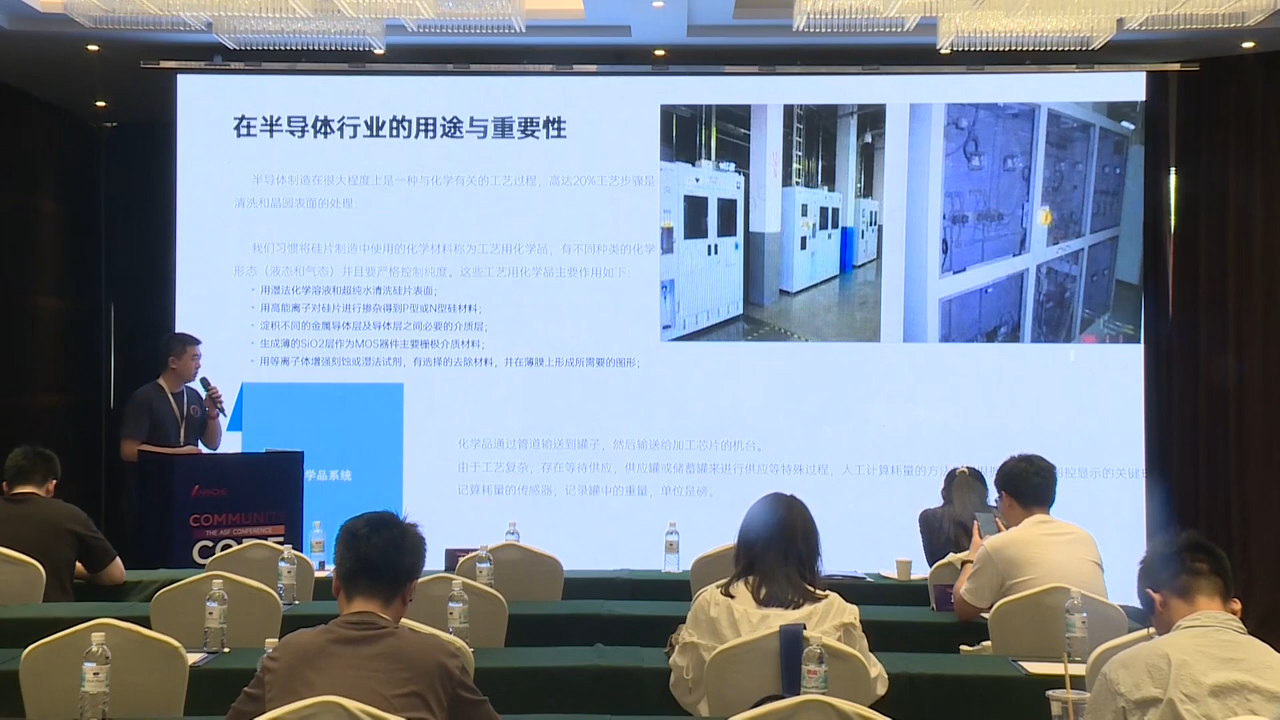 在半导体行业的用途与重要性
半导体制造在很大程度上是一种与化学有关的工艺过程，高达20%工艺步骤是
清洗和晶圆表面的处理:
我们习惯将硅片制造中使用的化学材料称为工艺用化学品，有不同种类的化学
形态（液态和气态）并且要严格控制纯度。这些工艺用化学品主要作用如下:
• 用湿法化学溶液和超纯水清洗硅片表面；
• 用高能离子对硅片进行掺杂得到P型或N型硅材料；
• 淀积不同的金属导体层及导体层之间必要的介质层；
• 生成薄的SiO2层作为MOS器件主要栅极介质材料；
• 用等离子体增强刻蚀或湿法试剂，有选择的去除材料，并在薄膜上形成所需要的图形；
学品系统
化学品通过管道输送到罐子，然后输送给加工芯片的机台。
由于工艺复杂，存在等待供应，供应罐或储蓄罐来进行供应等特殊过程，人工计算耗量的方法 根据 控显示的关键
记算耗量的传感器，记录罐中的重量，单位是磅。
APACHE
COMMUNITY
THE ASF CONFERENCE
CODE